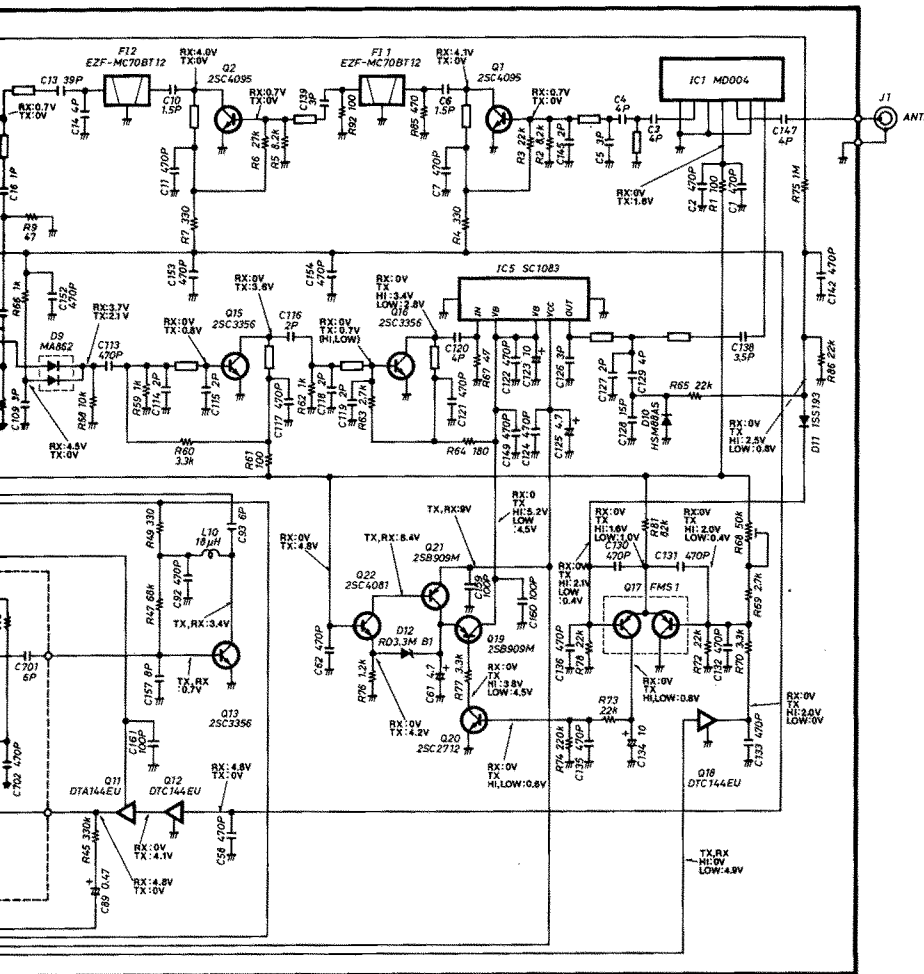 FI2
EZF-MC70BT12
C13 39P
C14 4P
RX:0.7V
TX:0V
C10
1.5P
RX:4.0V
TX:0V
Q2
2SC4095
RX:0.7V
TX:0V
C139
3P
R92 100
FI 1
EZF-MC70BT12
R85 470
C6
1.5P
RX:4.1V
TX:0V
Q1
2SC4095
RX:0.7V
TX:0V
C4
4P
C3
4P
IC1 MD004
C147
4P
J1
ANT
C11 470P
R6 27k
R5 8.2k
C7 470P
R3 22k
R2 8.2k
C145 2P
C5 3P
RX:0V
TX:1.6V
C2 470P
R1 100
C1 470P
R75 1M
C16 1P
R9
47
R7 330
R4 330
C142 470P
R66 1k
C152
470P
C153
470P
C154
470P
IC5 SC1083
IN
VB
VB
VCC
OUT
D9
MA862
RX:3.7V
TX:2.1V
C113
470P
RX:0V
TX:0.8V
RX:0V
TX:3.6V
Q15
2SC3356
C116
2P
RX:0V
TX:0.7V
(HI,LOW)
RX:0V
TX
HI:3.4V
LOW:2.8V
Q16
2SC3356
C120
4P
R67 47
C122 470P
C123 10
C126 3P
C127 2P
C129 4P
C138
3.5P
R86 22k
C109 3P
R58 10k
R59 1k
C114 2P
C115 2P
C117 470P
R62 1k
C118 2P
C119 2P
R63 2.7k
C121 470P
R65 22k
RX:4.5V
TX:0V
R60
3.3k
R61
100
R64 180
C149 470P
C124 470P
C125 4.7
C128 15P
D10
HSM88AS
RX:0V
TX
HI:2.5V
LOW:0.8V
D11 1SS193
R49 330
L10
18μH
C93 6P
C92 470P
R47 68k
TX,RX:3.4V
C701
6P
C157 8P
TX,RX
:0.7V
Q13
2SC3356
RX:0V
TX:4.8V
TX,RX:9V
TX,RX:8.4V
RX:0
TX
HI:5.2V
LOW
:4.5V
Q22
2SC4081
Q21
2SB909M
C159
100P
C160 100P
D12
RD3.3M B1
Q19
2SB909M
C62 470P
R76 1.2k
C61 4.7
R77 3.3k
RX:0V
TX
HI:3.8V
LOW:4.5V
RX:0V
TX:4.2V
Q20
2SC2712
RX:0V
TX
HI,LOW:0.6V
RX:0V
TX
HI:1.6V
LOW:1.0V
R81
82k
RX:0V
TX
HI:2.0V
LOW:0.4V
R68 50k
C130
470P
C131 470P
RX:0V
TX
HI:2.1V
LOW
:0.4V
Q17 FMS1
R69 2.7k
C136 470P
R78 22k
R72 22k
C132 470P
R70 3.3k
RX:0V
TX
HI,LOW:0.8V
R73
22k
R74 220k
C135 470P
C134 10
Q18
DTC144EU
C133 470P
RX:0V
TX
HI:2.0V
LOW:0V
C702 470P
C161
100P
Q11
DTA144EU
Q12
DTC144EU
RX:4.8V
TX:0V
R45 330k
RX:0V
TX:4.1V
C58 470P
RX:4.8V
TX:0V
C89 0.47
TX,RX
HI:0V
LOW:4.9V